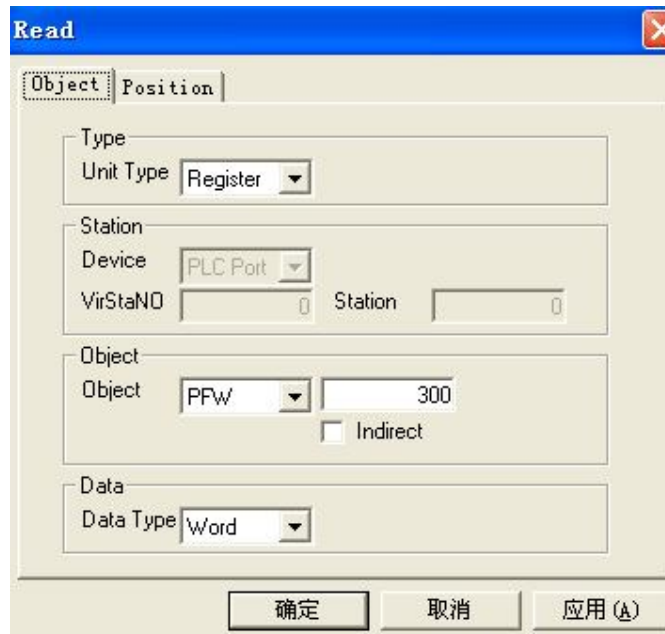 Read
Object Position
Type
Unit Type Register
Station
Device PLC Port
VirStaNO 0 Station 0
Object
Object PFW 300
Indirect
Data
Data Type Word
确定 取消 应用(A)